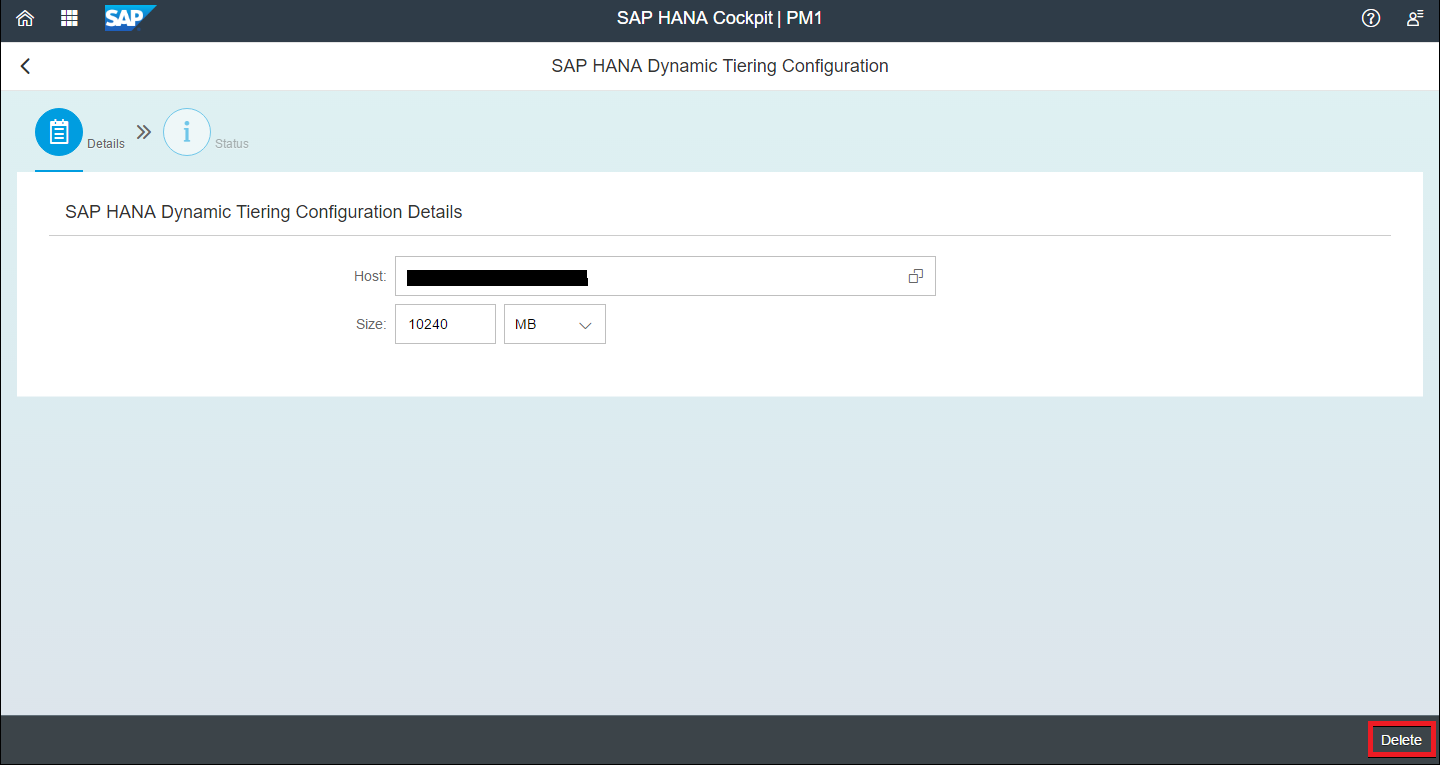 SAP SAP HANA Cockpit | PM1
SAP HANA Dynamic Tiering Configuration
Details Status
SAP HANA Dynamic Tiering Configuration Details
Host:
Size: 10240 MB
Delete